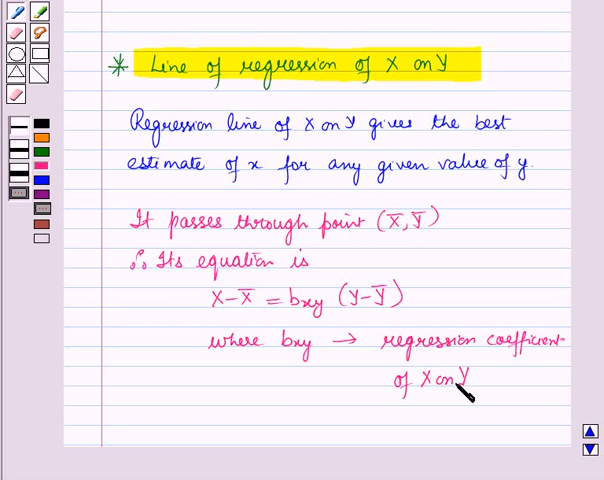 * Line of regression of X on Y
Regression line of X on Y gives the best
estimate of x for any given value of y.
It passes through point (X̅, Y̅)
∴ Its equation is
X-X̅ = bxy (Y-Y̅)
where bxy → regression coefficient
of X on Y